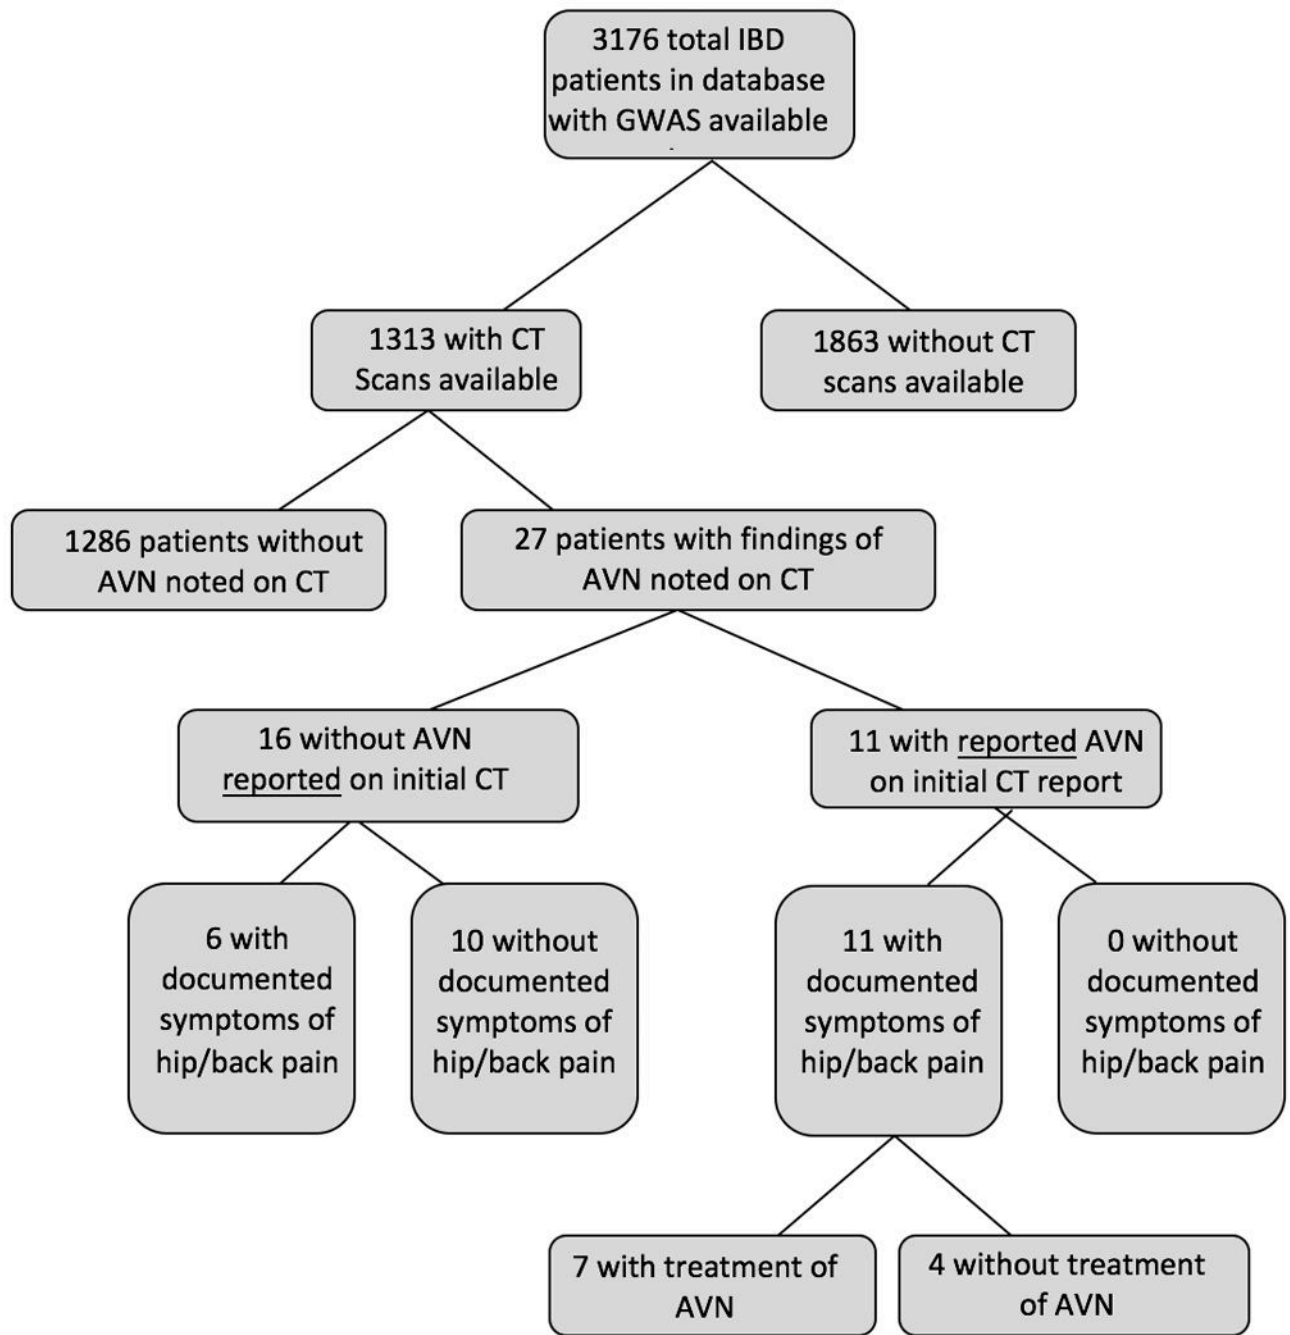 3176 total IBD
patients in database
with GWAS available
.
1313 with CT
Scans available
1863 without CT
scans available
1286 patients without
AVN noted on CT
27 patients with findings of
AVN noted on CT
16 without AVN
reported on initial CT
11 with reported AVN
on initial CT report
6 with
documented
symptoms of
hip/back pain
10 without
documented
symptoms of
hip/back pain
11 with
documented
symptoms of
hip/back pain
0 without
documented
symptoms of
hip/back pain
7 with treatment of
AVN
4 without treatment
of AVN